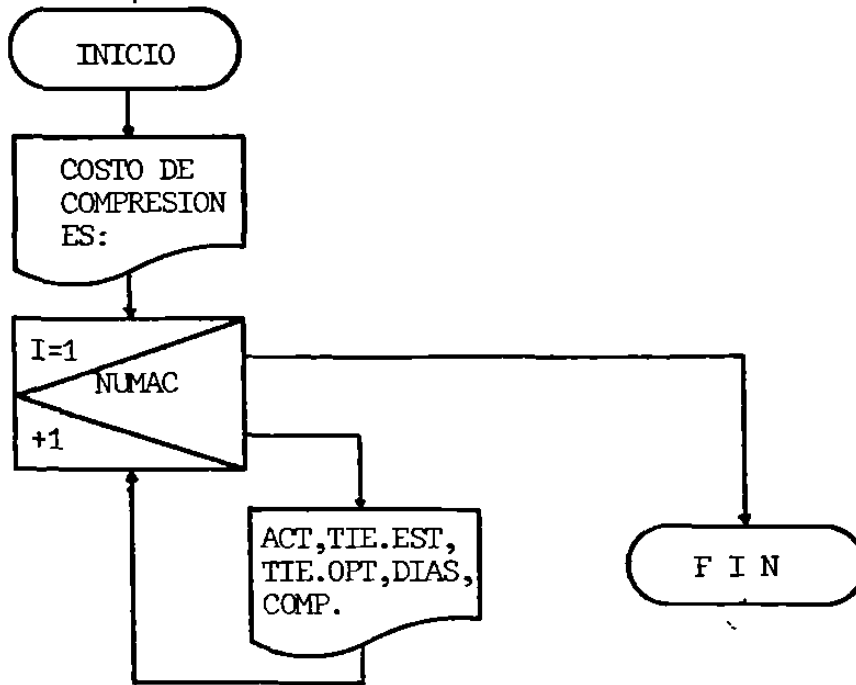 INICIO
COSTO DE
COMPRESION
ES:
I=1
NUMAC
+1
ACT,TIE.EST,
TIE.OPT,DIAS,
COMP.
F I N